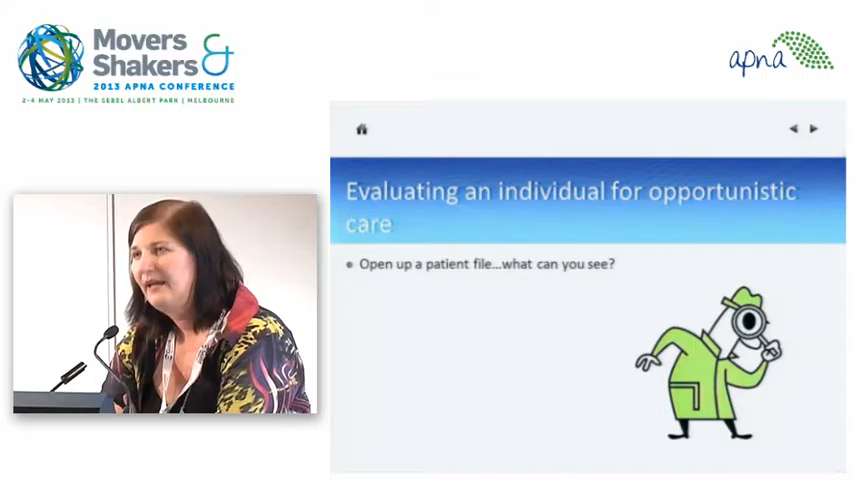 Movers
Shakers &
2013 APNA CONFERENCE
2-4 MAY 2013 | THE SEBEL ALBERT PARK | MELBOURNE
apna
Evaluating an individual for opportunistic
care
Open up a patient file...what can you see?